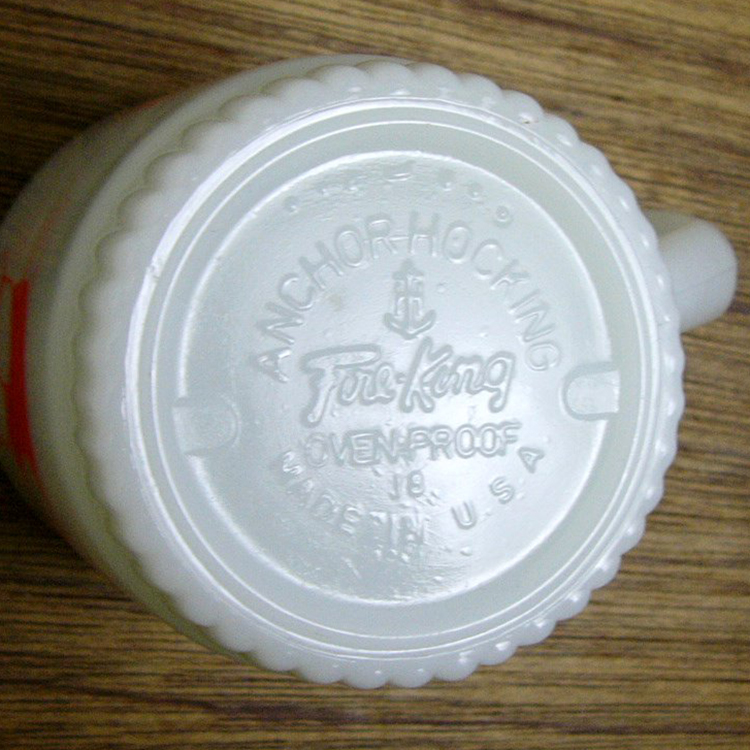 ANCHOR-HOCKING
Fire-King
OVEN-PROOF
18
MADE IN U.S.A